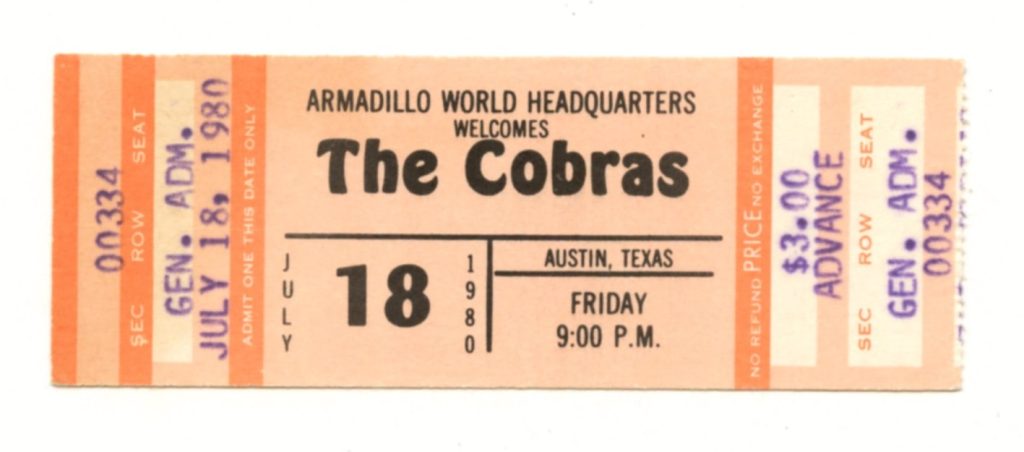 00334
SEC ROW SEAT
GEN. ADM.
JULY 18, 1980
ADMIT ONE THIS DATE ONLY
ARMADILLO WORLD HEADQUARTERS
WELCOMES
The Cobras
JULY
18
1980
AUSTIN, TEXAS
FRIDAY
9:00 P.M.
NO REFUND PRICE NO EXCHANGE
$3.00
ADVANCE
SEC ROW SEAT
GEN. ADM.
00334